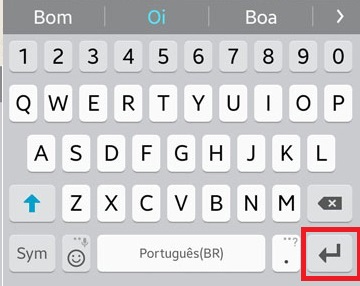 Bom Oi Boa >
1 2 3 4 5 6 7 8 9 0
Q W E R T Y U I O P
A S D F G H J K L
Z X C V B N M
Sym Português(BR) . ..?